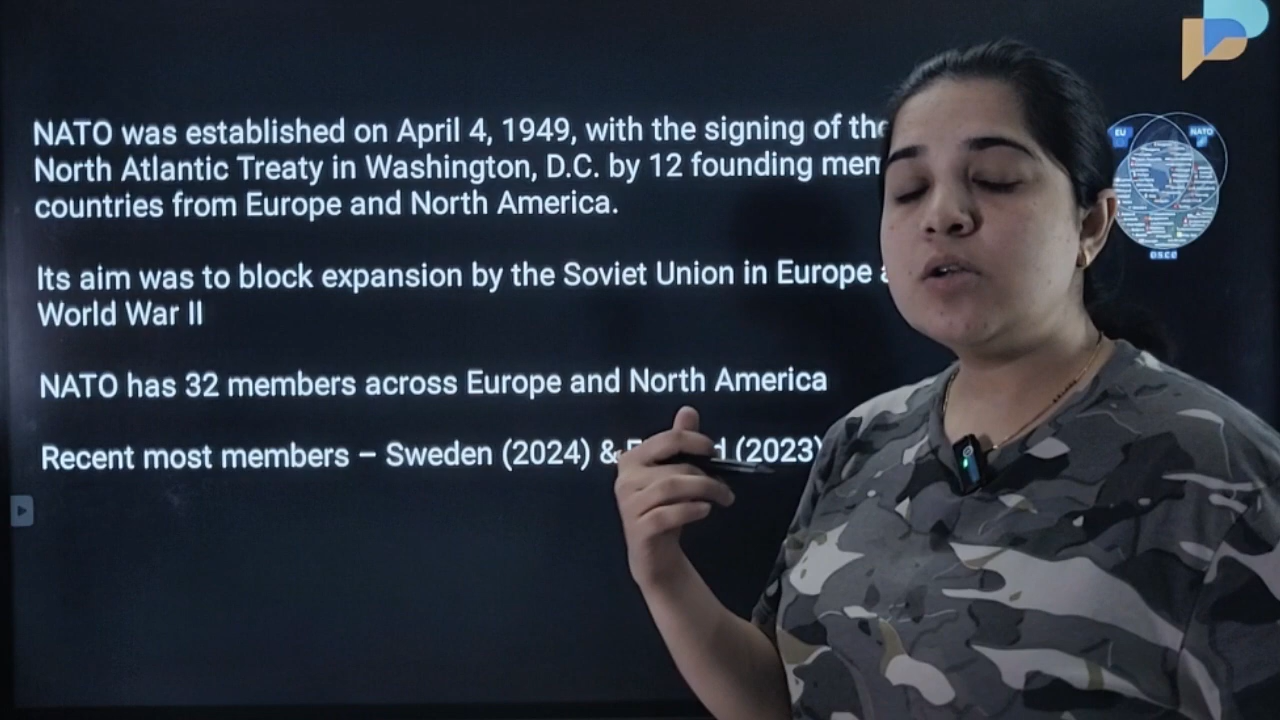 NATO was established on April 4, 1949, with the signing of the
North Atlantic Treaty in Washington, D.C. by 12 founding mem
countries from Europe and North America.
Its aim was to block expansion by the Soviet Union in Europe a
World War II
NATO has 32 members across Europe and North America
Recent most members – Sweden (2024) & F d (2023)
EU
NATO
OSCE